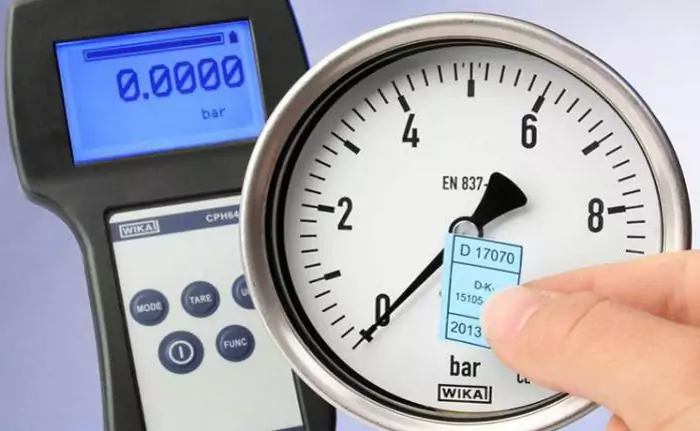 0.0000
bar
WIKA
CPH64
MODE
TARE
FUNC
0
2
4
6
8
EN 837-
D 17070
D-K-
15105-
2013
bar
WIKA